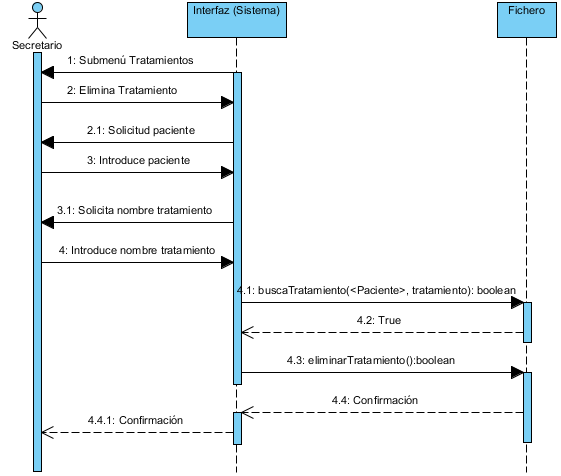 Interfaz (Sistema)
Fichero
Secretario
1: Submenú Tratamientos
2: Elimina Tratamiento
2.1: Solicitud paciente
3: Introduce paciente
3.1: Solicita nombre tratamiento
4: Introduce nombre tratamiento
4.1: buscaTratamiento(<Paciente>, tratamiento): boolean
4.2: True
4.3: eliminarTratamiento():boolean
4.4: Confirmación
4.4.1: Confirmación